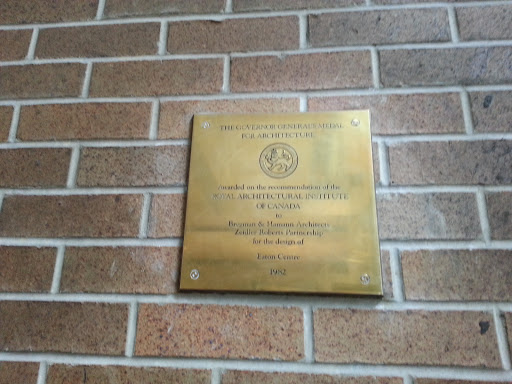 THE GOVERNOR GENERAL'S MEDAL
FOR ARCHITECTURE
Awarded on the recommendation of the
ROYAL ARCHITECTURAL INSTITUTE
OF CANADA
to
Bregman & Hamann Architects
Zeidler Roberts Partnership
for the design of
Eaton Centre
1982